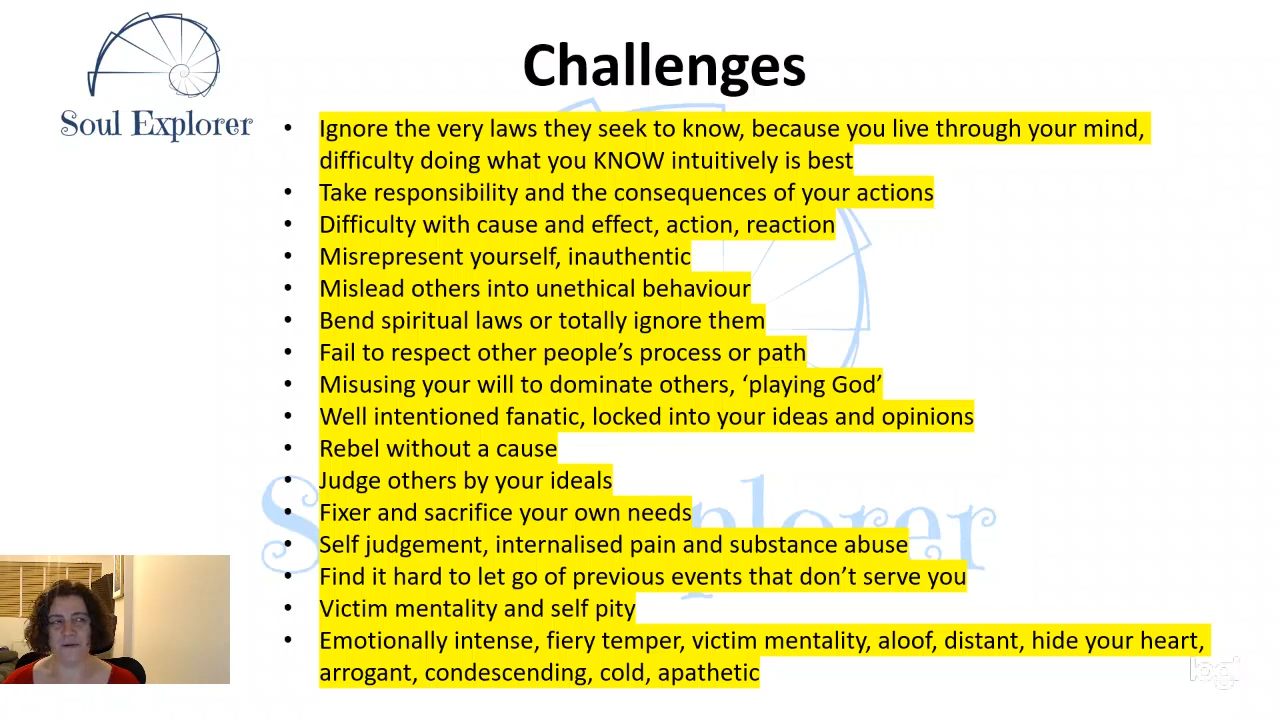 Challenges
Soul Explorer
• Ignore the very laws they seek to know, because you live through your mind,
difficulty doing what you KNOW intuitively is best
• Take responsibility and the consequences of your actions
• Difficulty with cause and effect, action, reaction
• Misrepresent yourself, inauthentic
• Mislead others into unethical behaviour
• Bend spiritual laws or totally ignore them
• Fail to respect other people’s process or path
• Misusing your will to dominate others, ‘playing God’
• Well intentioned fanatic, locked into your ideas and opinions
• Rebel without a cause
• Judge others by your ideals
• Fixer and sacrifice your own needs
• Self judgement, internalised pain and substance abuse
• Find it hard to let go of previous events that don’t serve you
• Victim mentality and self pity
• Emotionally intense, fiery temper, victim mentality, aloof, distant, hide your heart,
arrogant, condescending, cold, apathetic
logi